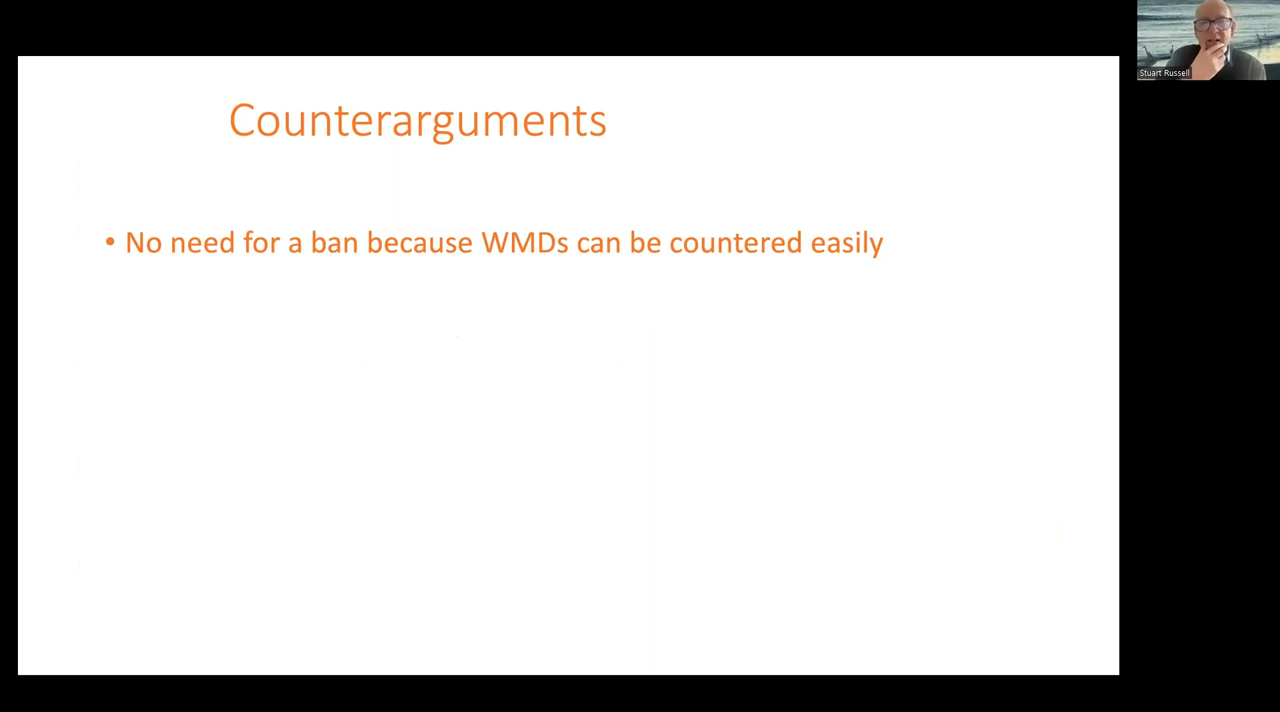 Stuart Russell
Counterarguments
• No need for a ban because WMDs can be countered easily